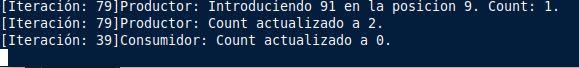 [Iteración: 79]Productor: Introduciendo 91 en la posicion 9. Count: 1.
[Iteración: 79]Productor: Count actualizado a 2.
[Iteración: 39]Consumidor: Count actualizado a 0.